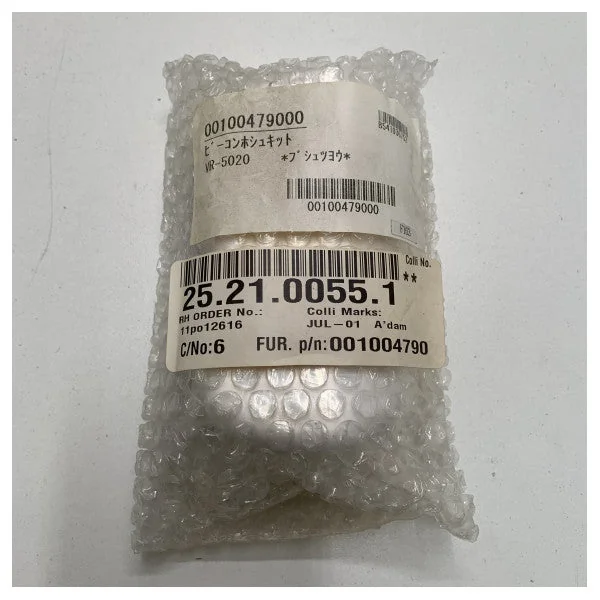 00100479000
ﾋﾞｰｺﾝﾎｼｭｷｯﾄ
VR-5020 *ﾌﾞｼｭﾂﾖｳ*
00100479000
Colli No.
**
25.21.0055.1
RH ORDER No.: Colli Marks:
11po12616 JUL-01 A'dam
C/No:6 FUR. p/n:001004790